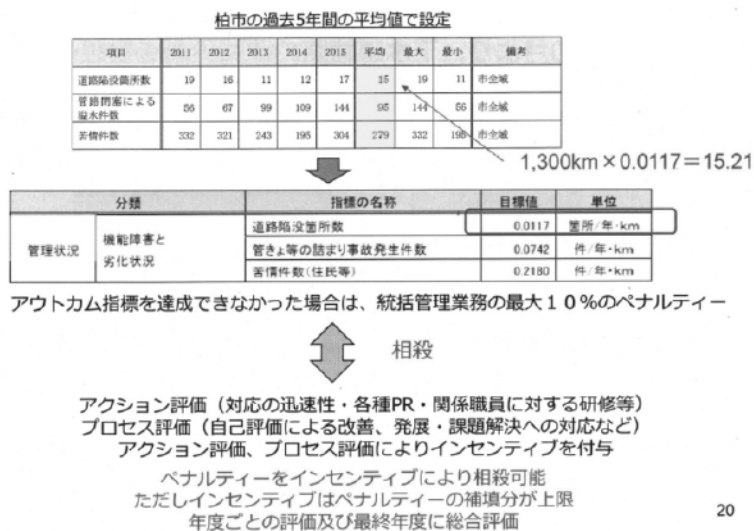 柏市の過去5年間の平均値で設定
項目 2011 2012 2013 2014 2015 平均 最大 最小 備考
道路陥没箇所数 19 16 11 12 17 15 19 11 市全域
管路閉塞による
溢水件数 56 67 99 109 144 95 144 56 市全域
苦情件数 332 321 243 195 304 279 332 195 市全域
1,300km×0.0117＝15.21
分類 指標の名称 目標値 単位
管理状況 機能障害と
劣化状況
道路陥没箇所数 0.0117 箇所/年・km
管きょ等の詰まり事故発生件数 0.0742 件/年・km
苦情件数(住民等) 0.2180 件/年・km
アウトカム指標を達成できなかった場合は、統括管理業務の最大10％のペナルティー
相殺
アクション評価（対応の迅速性・各種PR・関係職員に対する研修等）
プロセス評価（自己評価による改善、発展・課題解決への対応など）
アクション評価、プロセス評価によりインセンティブを付与
ペナルティーをインセンティブにより相殺可能
ただしインセンティブはペナルティーの補填分が上限
年度ごとの評価及び最終年度に総合評価
20